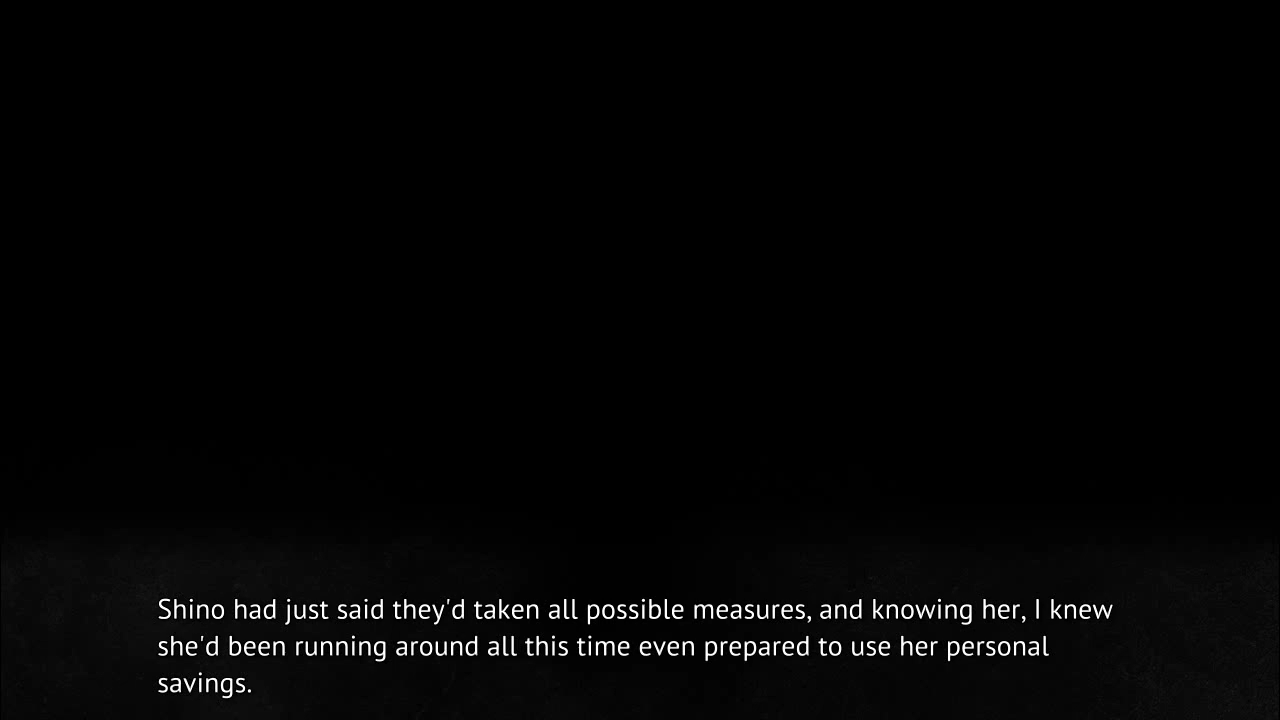 Shino had just said they'd taken all possible measures, and knowing her, I knew
she'd been running around all this time even prepared to use her personal
savings.